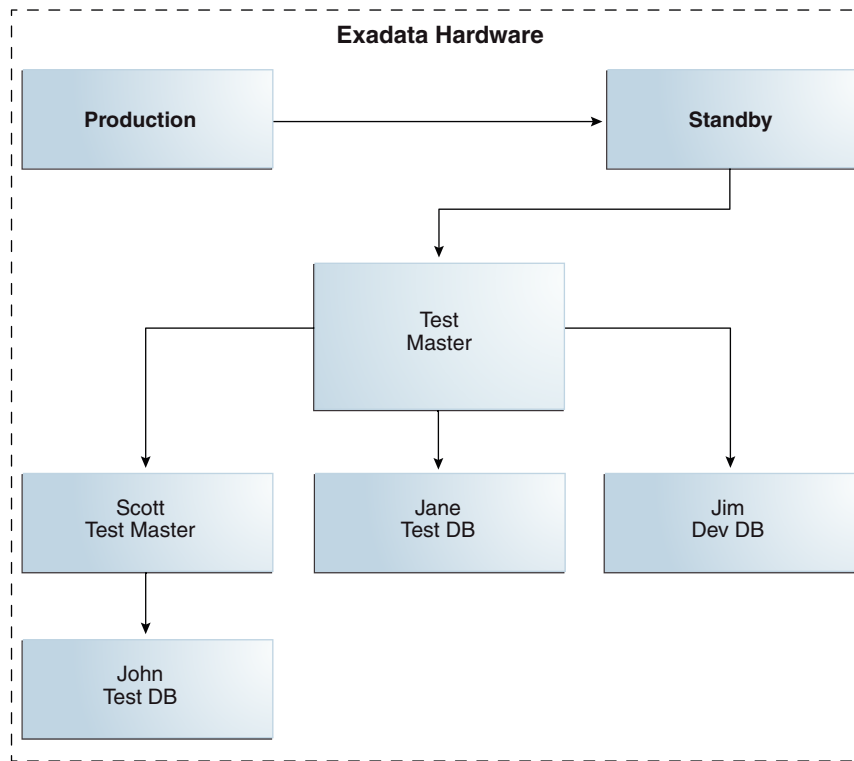 Exadata Hardware
Production
Standby
Test
Master
Scott
Test Master
Jane
Test DB
Jim
Dev DB
John
Test DB